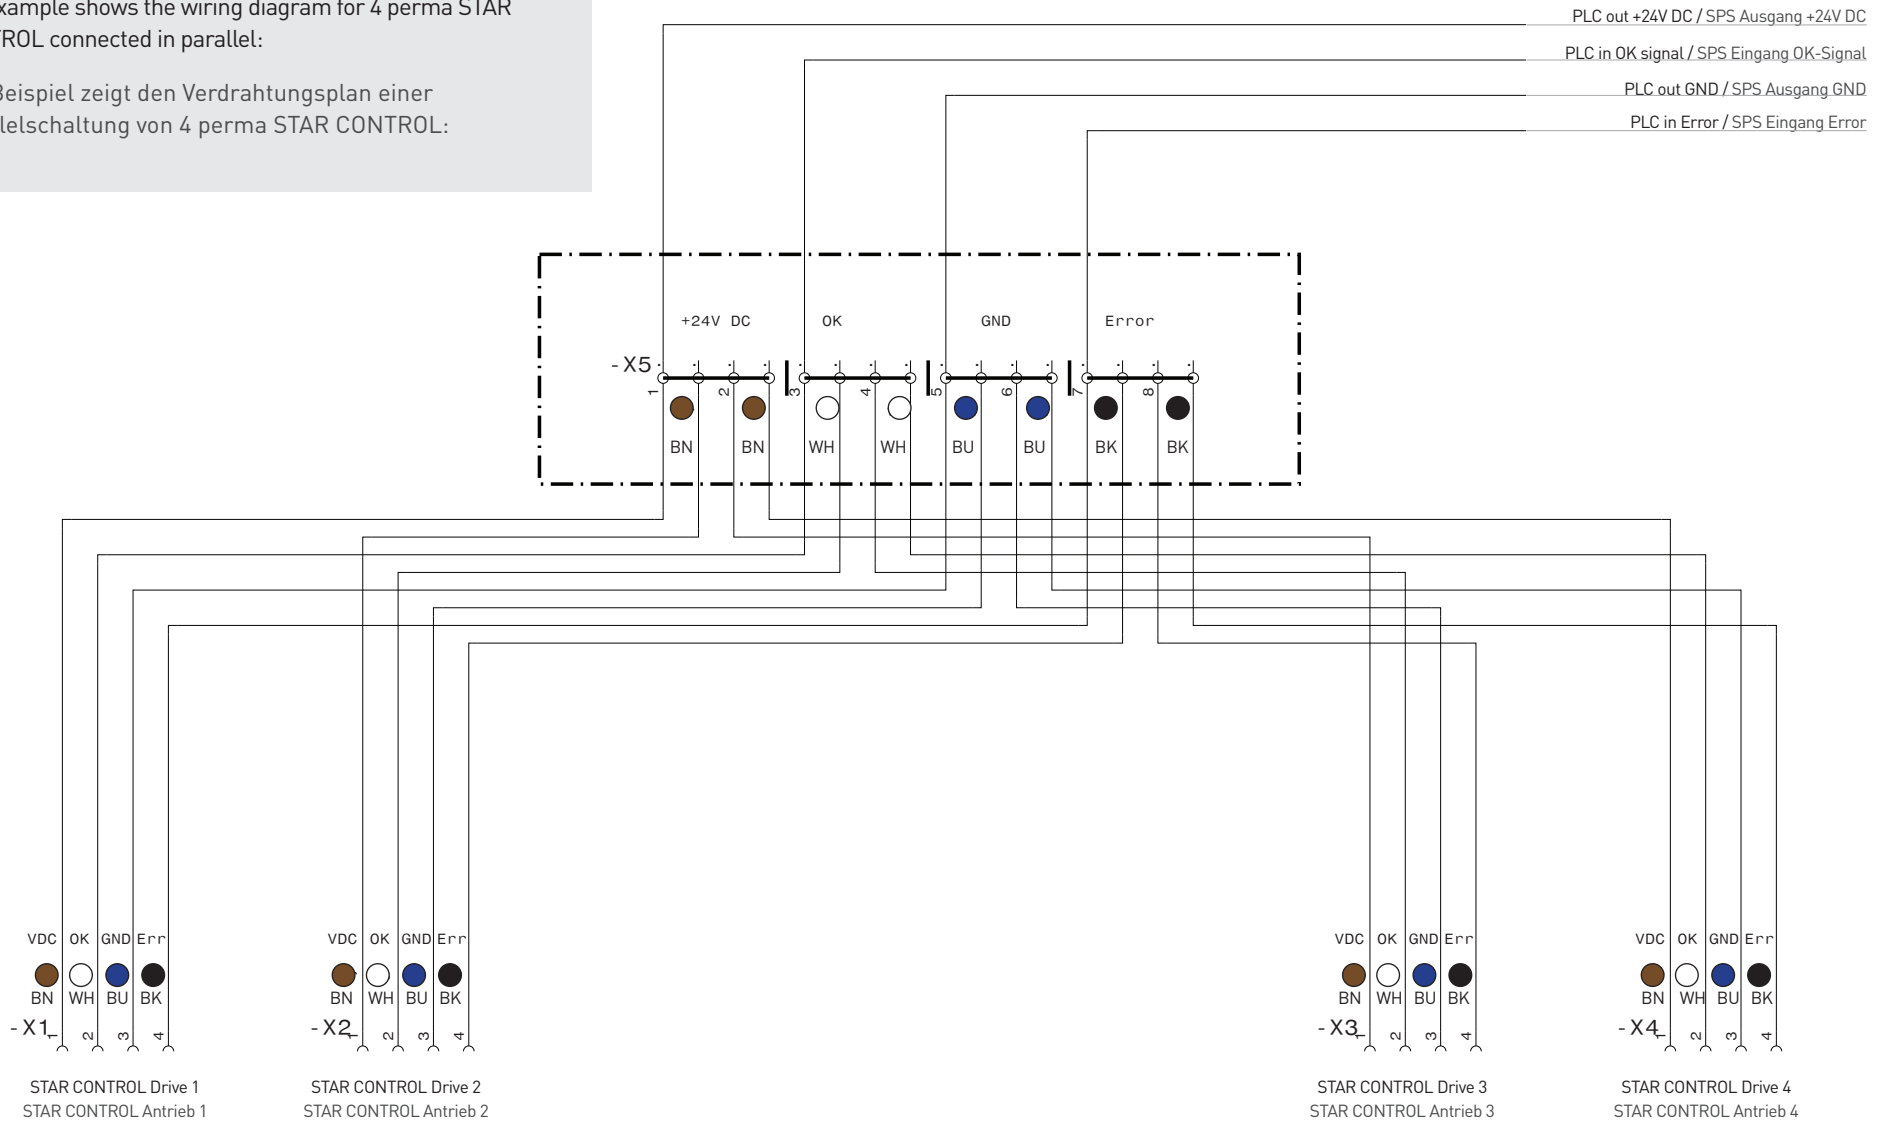 xample shows the wiring diagram for 4 perma STAR
ROL connected in parallel:
Beispiel zeigt den Verdrahtungsplan einer
lelschaltung von 4 perma STAR CONTROL:
PLC out +24V DC / SPS Ausgang +24V DC
PLC in OK signal / SPS Eingang OK-Signal
PLC out GND / SPS Ausgang GND
PLC in Error / SPS Eingang Error
+24V DC OK GND Error
-X5
1 2 3 4 5 6 7 8
BN BN WH WH BU BU BK BK
VDC OK GND Err VDC OK GND Err VDC OK GND Err VDC OK GND Err
BN WH BU BK BN WH BU BK BN WH BU BK BN WH BU BK
-X1 1 2 3 4 -X2 1 2 3 4 -X3 1 2 3 4 -X4 1 2 3 4
STAR CONTROL Drive 1 STAR CONTROL Drive 2 STAR CONTROL Drive 3 STAR CONTROL Drive 4
STAR CONTROL Antrieb 1 STAR CONTROL Antrieb 2 STAR CONTROL Antrieb 3 STAR CONTROL Antrieb 4